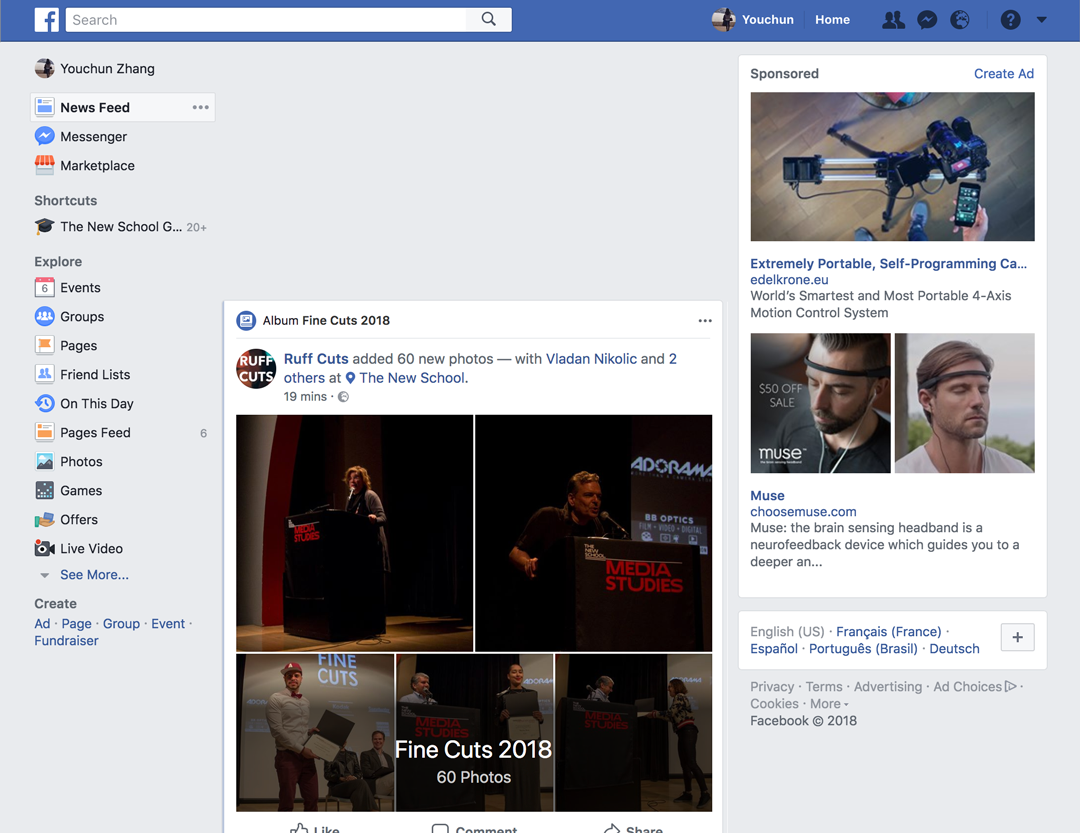 f
Search
Youchun
Home
?
Youchun Zhang
News Feed
Messenger
Marketplace
Shortcuts
The New School G... 20+
Explore
6 Events
Groups
Pages
Friend Lists
On This Day
Pages Feed 6
Photos
Games
Offers
Live Video
See More...
Create
Ad · Page · Group · Event ·
Fundraiser
Album Fine Cuts 2018
RUFF
CUTS
Ruff Cuts added 60 new photos — with Vladan Nikolic and 2
others at The New School.
19 mins ·
MEDIA
STUDIES
ADORAMA
BB OPTICS
FILM • VIDEO • DIGITAL
THE
NEW
SCHOOL
MEDIA
STUDIES
FINE
CUTS
MEDIA
STUDIES
Fine Cuts 2018
60 Photos
MEDIA
STUDIES
Like
Comment
Share
Sponsored
Create Ad
Extremely Portable, Self-Programming Ca...
edelkrone.eu
World's Smartest and Most Portable 4-Axis
Motion Control System
$50 OFF
SALE
muse™
the brain sensing headband
Muse
choosemuse.com
Muse: the brain sensing headband is a
neurofeedback device which guides you to a
deeper an...
English (US) · Français (France) ·
Español · Português (Brasil) · Deutsch
+
Privacy · Terms · Advertising · Ad Choices ·
Cookies · More
Facebook © 2018